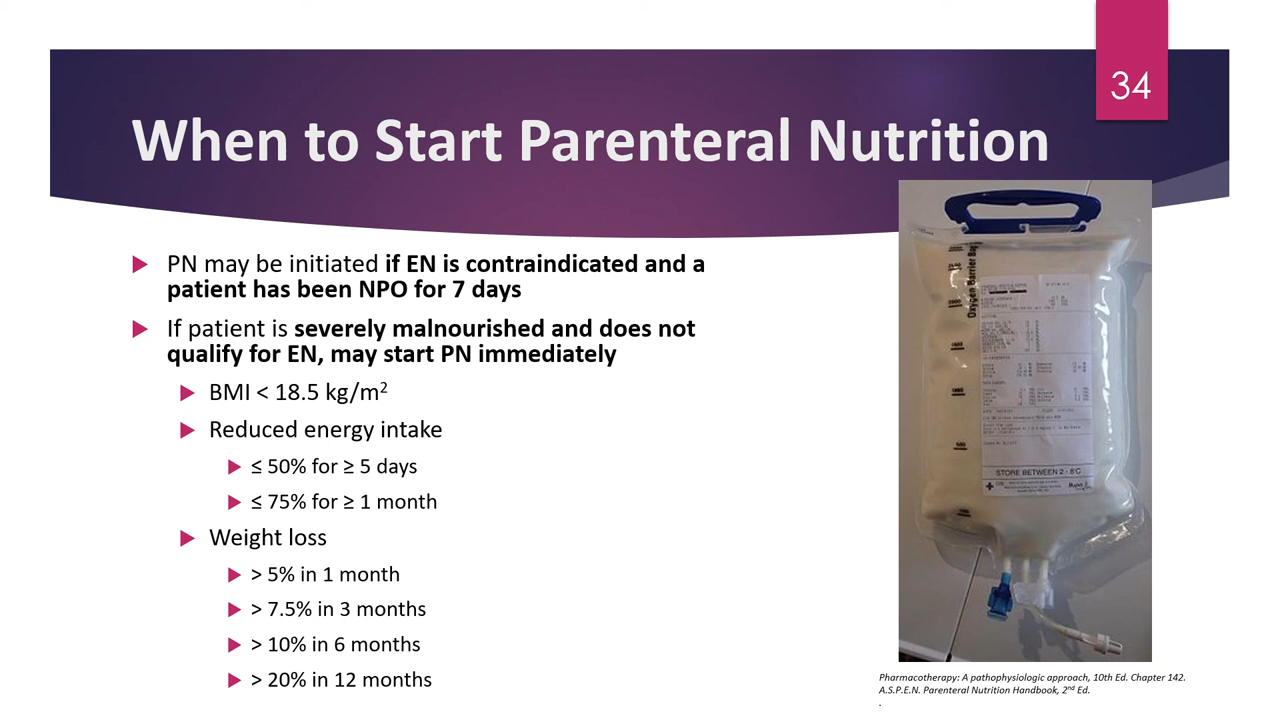 34
When to Start Parenteral Nutrition
PN may be initiated if EN is contraindicated and a
patient has been NPO for 7 days
If patient is severely malnourished and does not
qualify for EN, may start PN immediately
BMI < 18.5 kg/m²
Reduced energy intake
≤ 50% for ≥ 5 days
≤ 75% for ≥ 1 month
Weight loss
> 5% in 1 month
> 7.5% in 3 months
> 10% in 6 months
> 20% in 12 months
Oxygen Barrier Bag
STORE BETWEEN 2 - 8°C
Pharmacotherapy: A pathophysiologic approach, 10th Ed. Chapter 142.
A.S.P.E.N. Parenteral Nutrition Handbook, 2nd Ed.
.